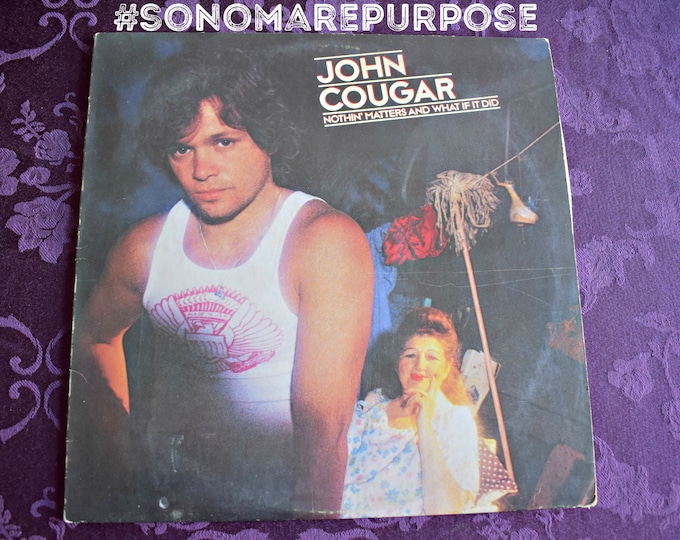 #SONOMAREPURPOSE
JOHN
COUGAR
NOTHIN' MATTERS AND WHAT IF IT DID